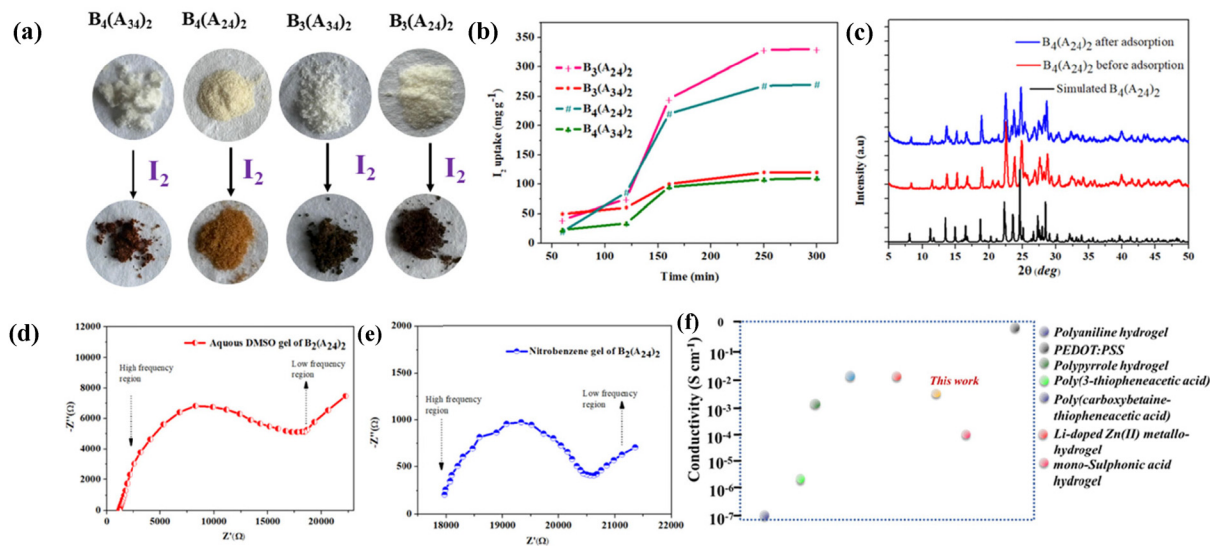 (a)
B4(A34)2 B4(A24)2 B3(A34)2 B3(A24)2
I2 I2 I2 I2
(b)
I2 uptake (mg g-1)
350
300
250
200
150
100
50
0
B3(A24)2
B3(A34)2
B4(A24)2
B4(A34)2
50 100 150 200 250 300
Time (min)
(c)
Intensity (a.u)
B4(A24)2 after adsorption
B4(A24)2 before adsorption
Simulated B4(A24)2
5 10 15 20 25 30 35 40 45 50
2θ (deg)
(d)
-Z''(Ω)
12000
10000
8000
6000
4000
2000
0
Aquous DMSO gel of B2(A24)2
High frequency
region
Low frequency
region
0 5000 10000 15000 20000
Z'(Ω)
(e)
-Z''(Ω)
2000
1500
1000
500
0
Nitrobenzene gel of B2(A24)2
High frequency
region
Low frequency
region
18000 19000 20000 21000 22000
Z'(Ω)
(f)
Conductivity (S cm-1)
0
10-1
10-2
10-3
10-4
10-5
10-6
10-7
This work
Polyaniline hydrogel
PEDOT:PSS
Polypyrrole hydrogel
Poly(3-thiopheneacetic acid)
Poly(carboxybetaine-
thiopheneacetic acid)
Li-doped Zn(II) metallo-
hydrogel
mono-Sulphonic acid
hydrogel